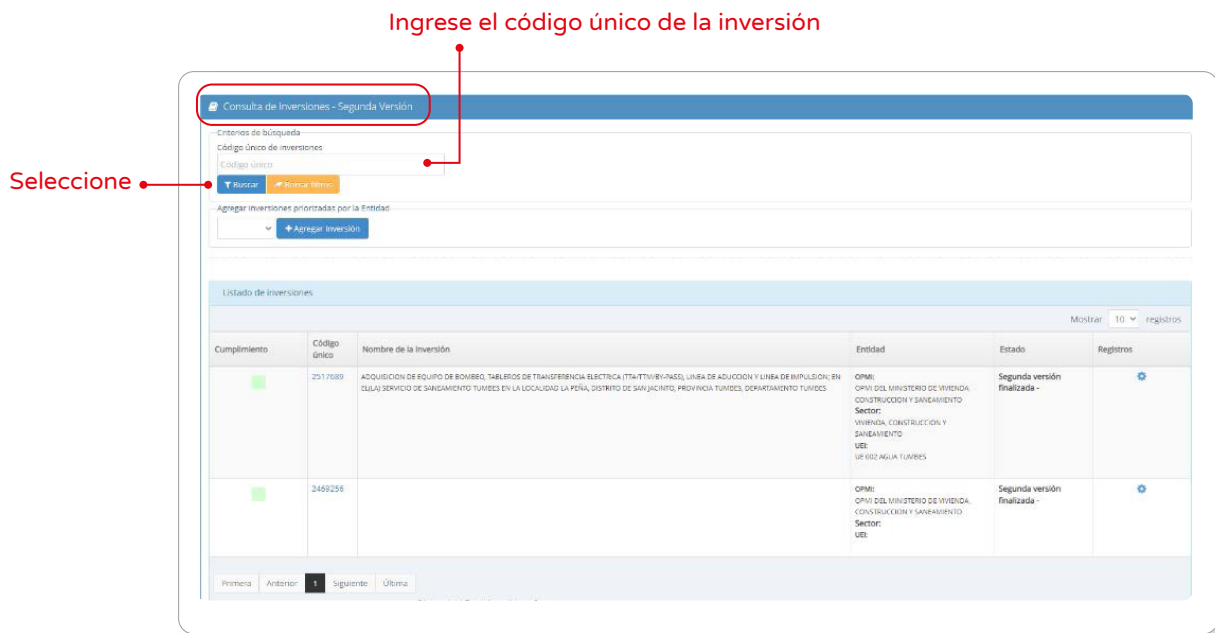 Ingrese el código único de la inversión
Consulta de Inversiones - Segunda Versión
Criterios de búsqueda
Código único de inversiones
Código único
Seleccione
Buscar
Borrar filtros
Agregar inversiones priorizadas por la Entidad
+ Agregar Inversión
Listado de inversiones
Mostrar 10 registros
Cumplimiento
Código único
Nombre de la inversión
Entidad
Estado
Registros
2517689
ADQUISICION DE EQUIPO DE BOMBEO, TABLEROS DE TRANSFERENCIA ELECTRICA (TTA/TTM/BY-PASS), LINEA DE ADUCCION Y LINEA DE IMPULSION; EN
EL(LA) SERVICIO DE SANEAMIENTO TUMBES EN LA LOCALIDAD LA PEÑA, DISTRITO DE SAN JACINTO, PROVINCIA TUMBES, DEPARTAMENTO TUMBES
OPMI:
OPMI DEL MINISTERIO DE VIVIENDA,
CONSTRUCCION Y SANEAMIENTO
Sector:
VIVIENDA, CONSTRUCCION Y
SANEAMIENTO
UEI:
UE 002 AGUA TUMBES
Segunda versión
finalizada -
2469256
OPMI:
OPMI DEL MINISTERIO DE VIVIENDA,
CONSTRUCCION Y SANEAMIENTO
Sector:
UEI:
Segunda versión
finalizada -
Primera Anterior 1 Siguiente Última